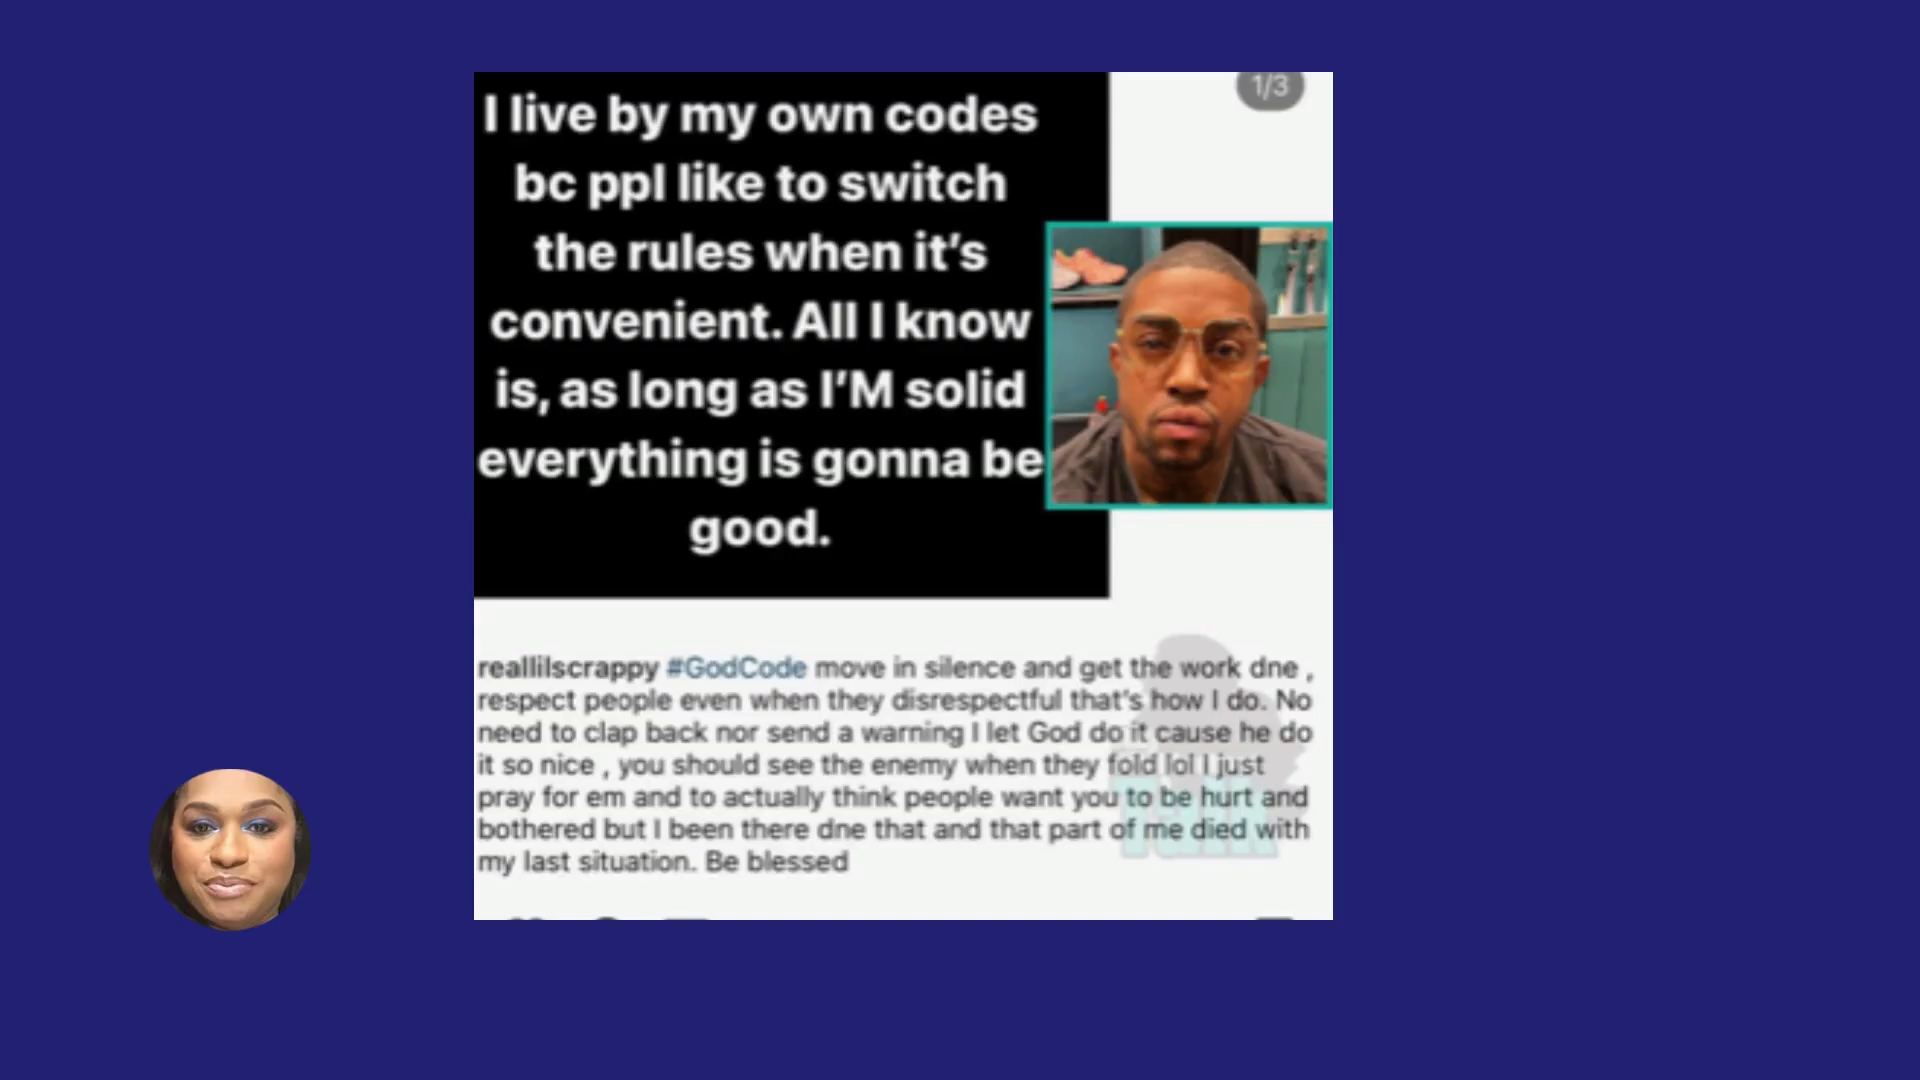 1/3
I live by my own codes
bc ppl like to switch
the rules when it's
convenient. All I know
is, as long as I'M solid
everything is gonna be
good.
reallilscrappy #GodCode move in silence and get the work dne ,
respect people even when they disrespectful that's how I do. No
need to clap back nor send a warning I let God do it cause he do
it so nice , you should see the enemy when they fold lol I just
pray for em and to actually think people want you to be hurt and
bothered but I been there dne that and that part of me died with
my last situation. Be blessed
Talk